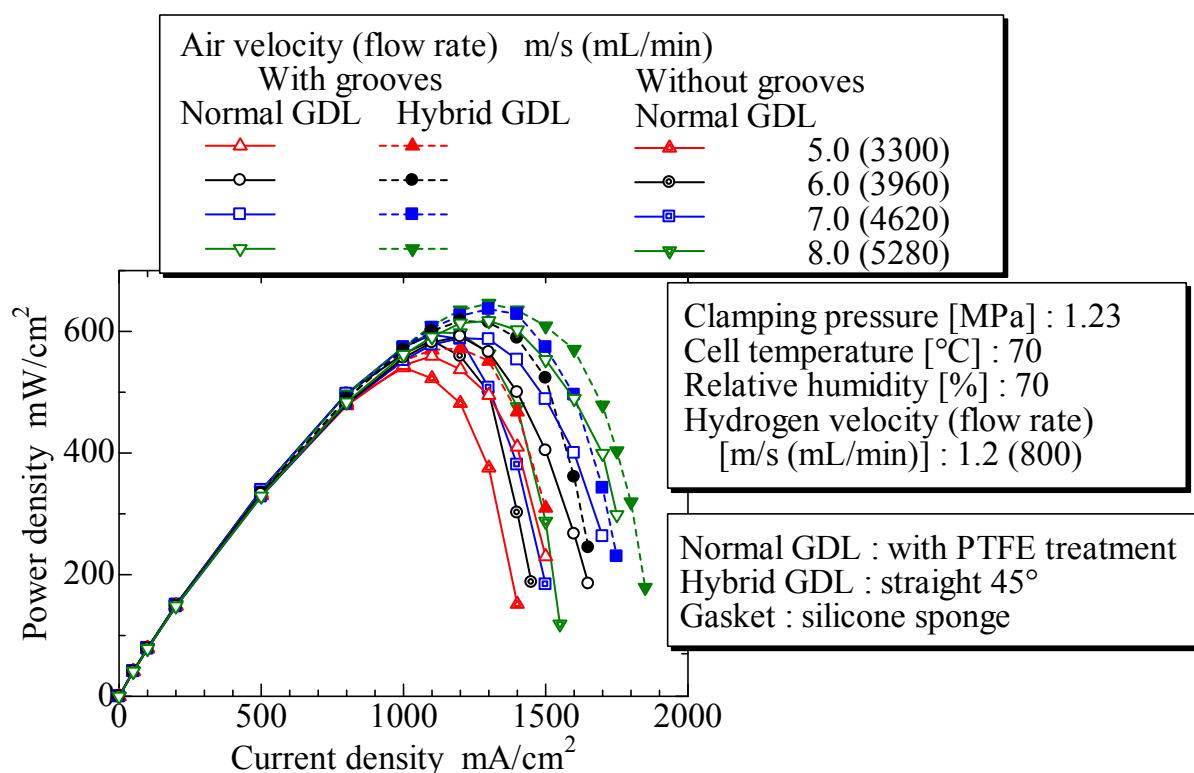 Air velocity (flow rate) m/s (mL/min)
With grooves Without grooves
Normal GDL Hybrid GDL Normal GDL
5.0 (3300)
6.0 (3960)
7.0 (4620)
8.0 (5280)
Clamping pressure [MPa] : 1.23
Cell temperature [°C] : 70
Relative humidity [%] : 70
Hydrogen velocity (flow rate)
[m/s (mL/min)] : 1.2 (800)
Normal GDL : with PTFE treatment
Hybrid GDL : straight 45°
Gasket : silicone sponge
Power density mW/cm²
600
400
200
0
0 500 1000 1500 2000
Current density mA/cm²